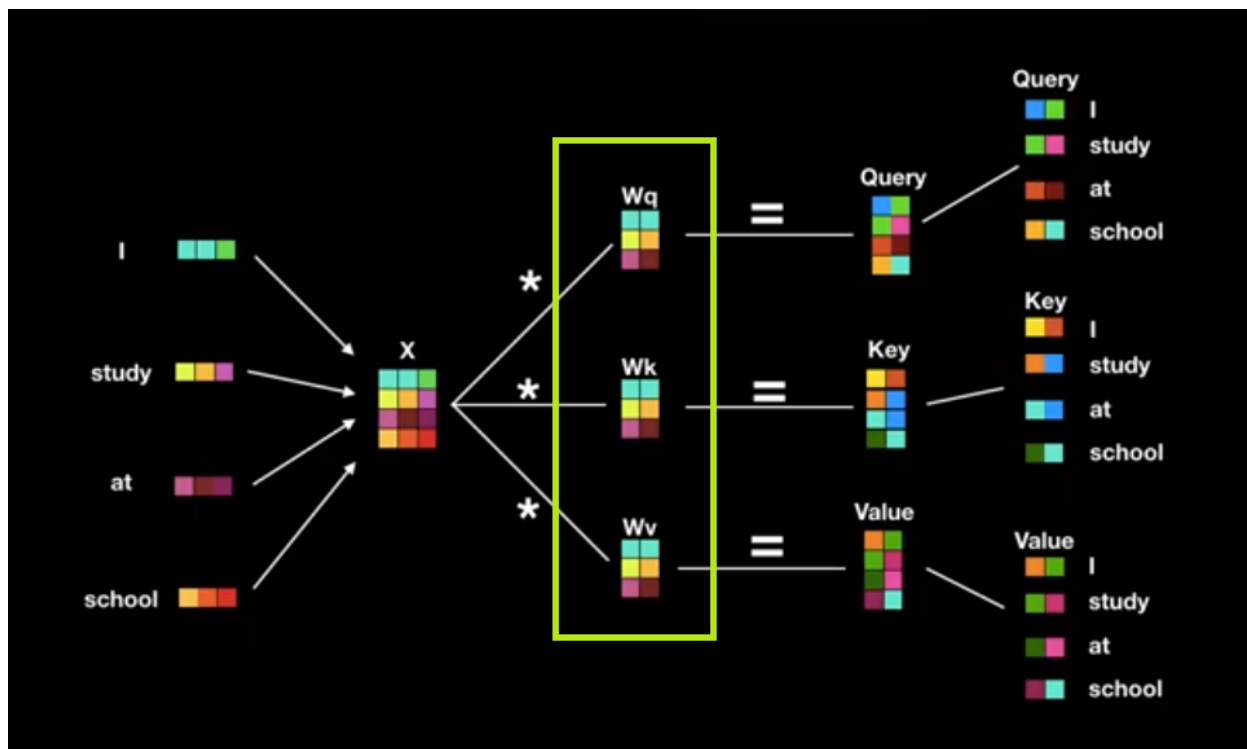 I
study
at
school
X
*
*
*
Wq
Wk
Wv
=
=
=
Query
Key
Value
Query
I
study
at
school
Key
I
study
at
school
Value
I
study
at
school